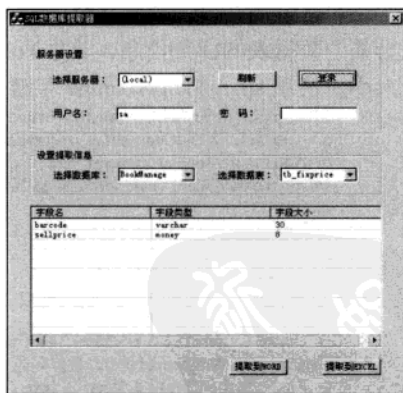 SQL数据库提取器
服务器设置
选择服务器： (local) 刷新 登录
用户名： sa 密 码：
设置提取信息
选择数据库： BookManage 选择数据表： tb_fixprice
字段名 字段类型 字段大小
barcode varchar 30
sellprice money 8
提取到WORD 提取到EXCEL